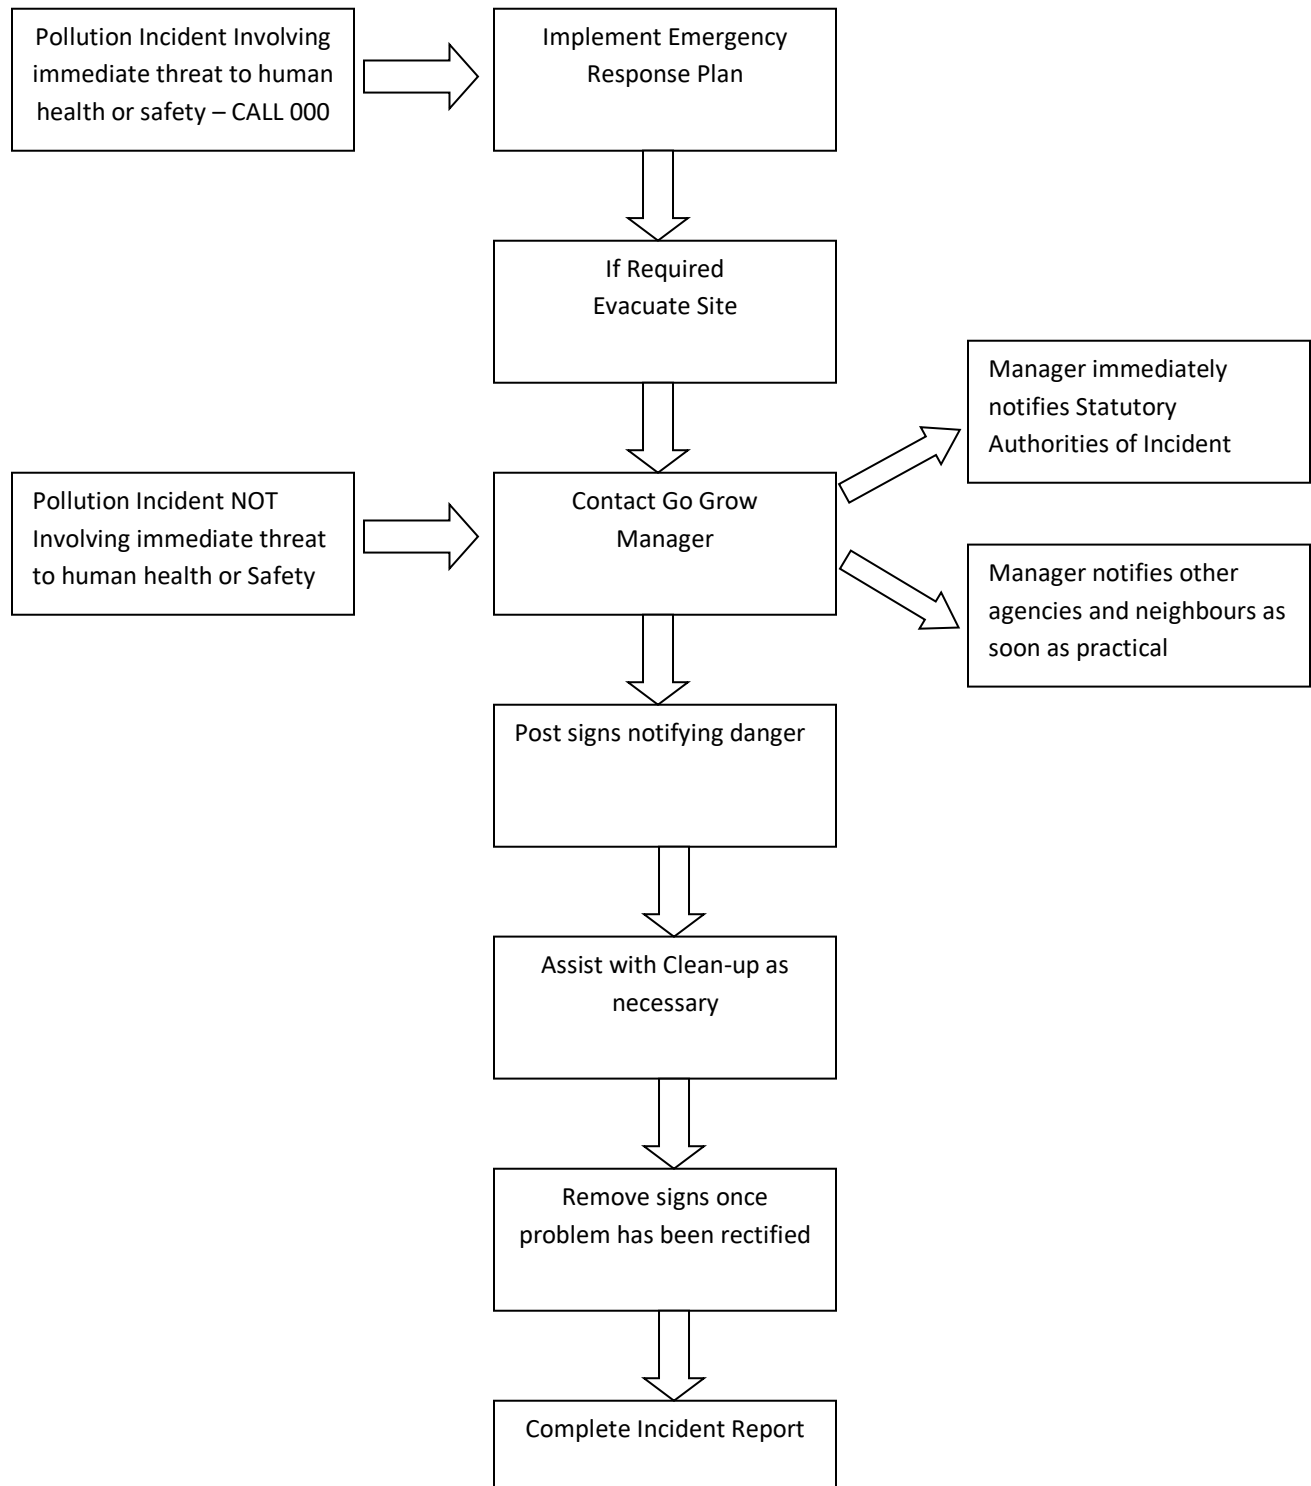 Pollution Incident Involving
immediate threat to human
health or safety – CALL 000
Implement Emergency
Response Plan
If Required
Evacuate Site
Manager immediately
notifies Statutory
Authorities of Incident
Pollution Incident NOT
Involving immediate threat
to human health or Safety
Contact Go Grow
Manager
Manager notifies other
agencies and neighbours as
soon as practical
Post signs notifying danger
Assist with Clean-up as
necessary
Remove signs once
problem has been rectified
Complete Incident Report